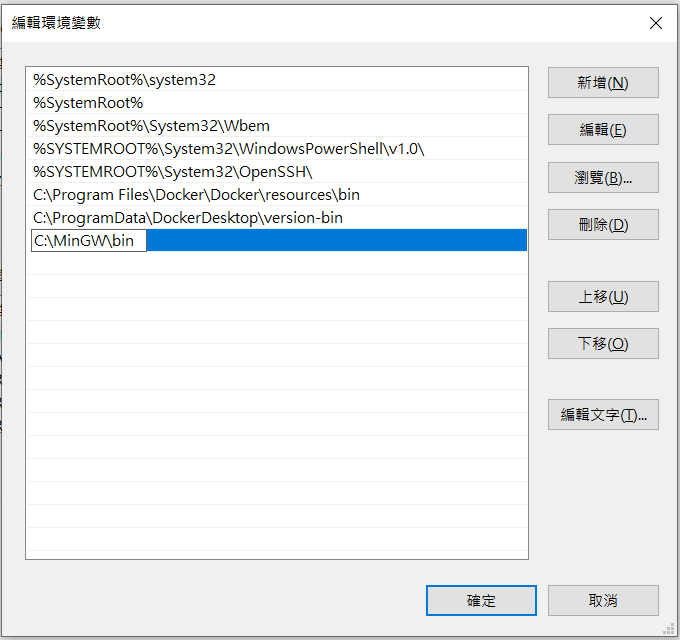 編輯環境變數
%SystemRoot%\system32
%SystemRoot%
%SystemRoot%\System32\Wbem
%SYSTEMROOT%\System32\WindowsPowerShell\v1.0\
%SYSTEMROOT%\System32\OpenSSH\
C:\Program Files\Docker\Docker\resources\bin
C:\ProgramData\DockerDesktop\version-bin
C:\MinGW\bin
新增(N)
編輯(E)
瀏覽(B)...
刪除(D)
上移(U)
下移(O)
編輯文字(T)...
確定
取消